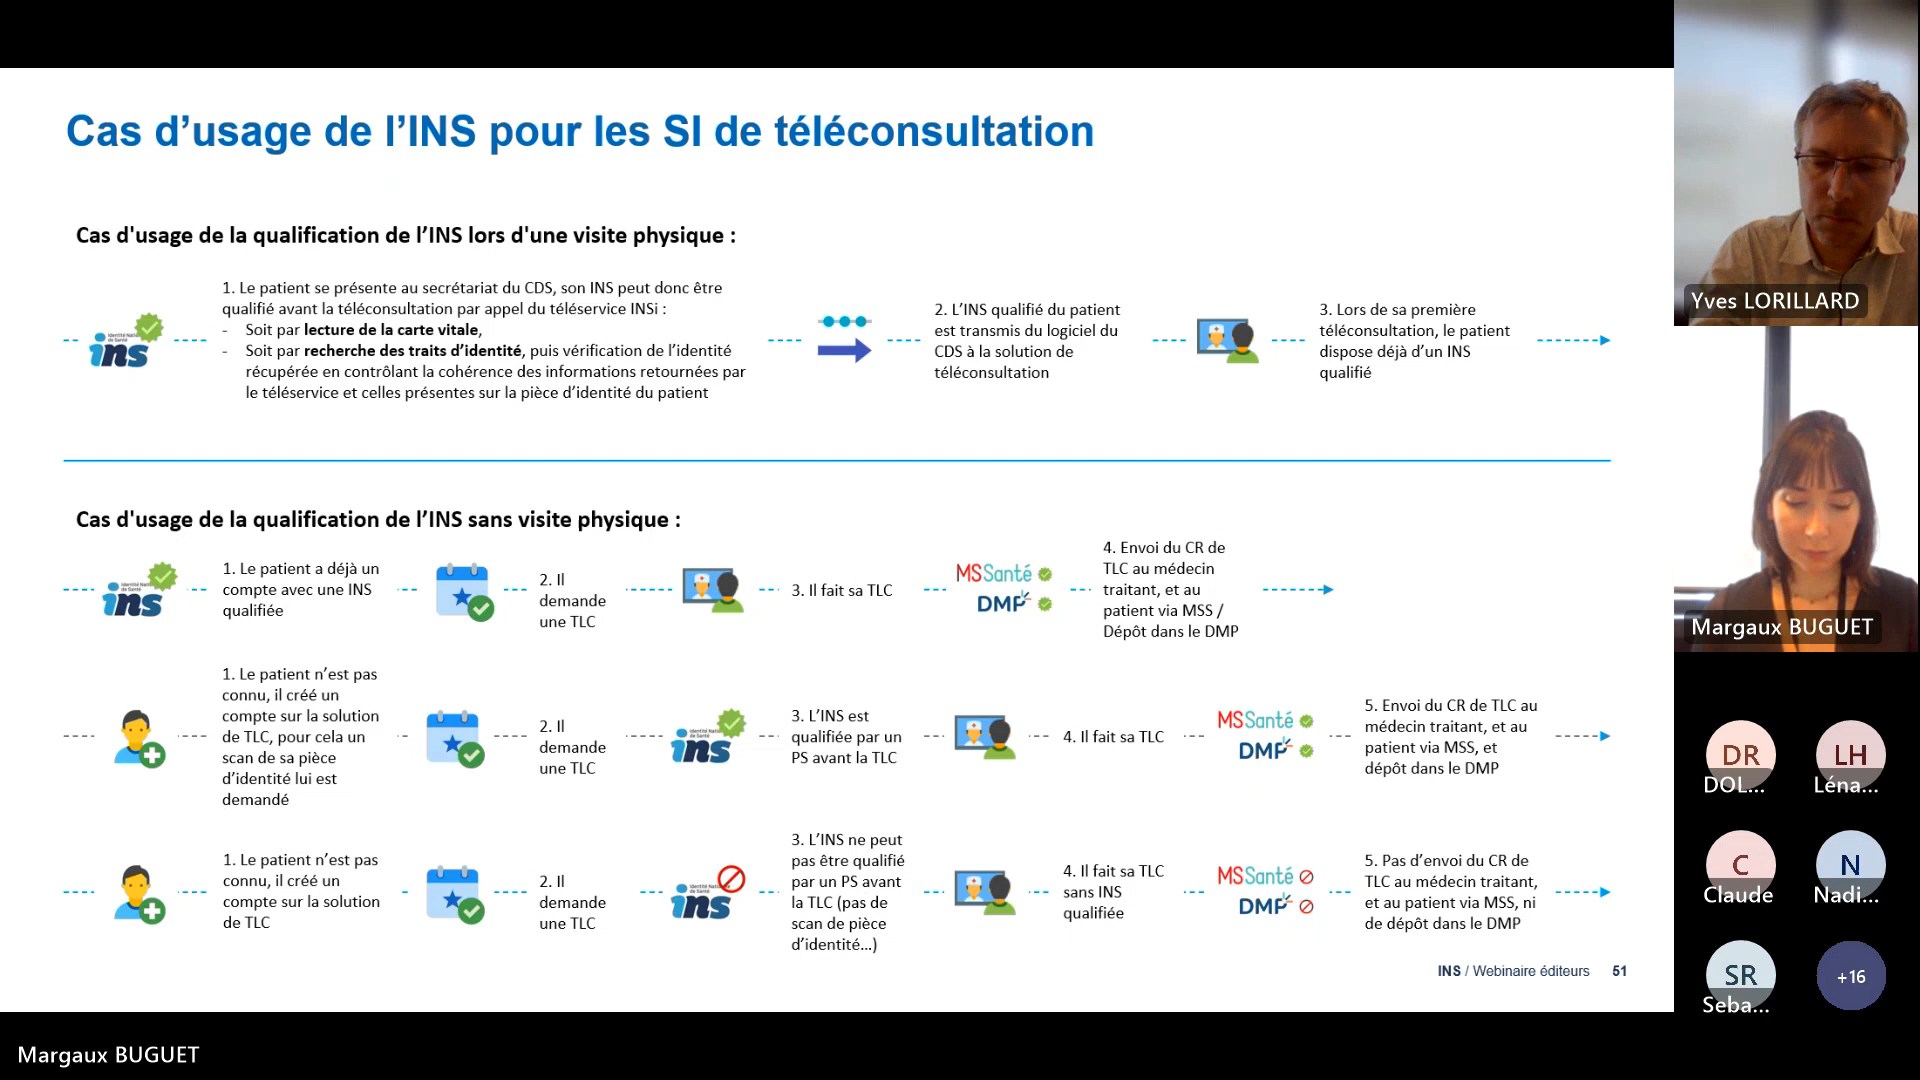 Cas d’usage de l’INS pour les SI de téléconsultation
Cas d'usage de la qualification de l’INS lors d'une visite physique :
ins
1. Le patient se présente au secrétariat du CDS, son INS peut donc être
qualifié avant la téléconsultation par appel du téléservice INSi :
- Soit par lecture de la carte vitale,
- Soit par recherche des traits d’identité, puis vérification de l’identité
récupérée en contrôlant la cohérence des informations retournées par
le téléservice et celles présentes sur la pièce d’identité du patient
2. L’INS qualifié du patient
est transmis du logiciel du
CDS à la solution de
téléconsultation
3. Lors de sa première
téléconsultation, le patient
dispose déjà d’un INS
qualifié
Cas d'usage de la qualification de l’INS sans visite physique :
ins
1. Le patient a déjà un
compte avec une INS
qualifiée
2. Il
demande
une TLC
3. Il fait sa TLC
MSSanté
DMP
4. Envoi du CR de
TLC au médecin
traitant, et au
patient via MSS /
Dépôt dans le DMP
1. Le patient n’est pas
connu, il créé un
compte sur la solution
de TLC, pour cela un
scan de sa pièce
d’identité lui est
demandé
2. Il
demande
une TLC
ins
3. L’INS est
qualifiée par un
PS avant la TLC
4. Il fait sa TLC
MSSanté
DMP
5. Envoi du CR de TLC au
médecin traitant, et au
patient via MSS, et
dépôt dans le DMP
1. Le patient n’est pas
connu, il créé un
compte sur la solution
de TLC
2. Il
demande
une TLC
ins
3. L’INS ne peut
pas être qualifié
par un PS avant
la TLC (pas de
scan de pièce
d’identité…)
4. Il fait sa TLC
sans INS
qualifiée
MSSanté
DMP
5. Pas d’envoi du CR de
TLC au médecin traitant,
et au patient via MSS, ni
de dépôt dans le DMP
INS / Webinaire éditeurs 51
Yves LORILLARD
Margaux BUGUET
DR
DOL...
LH
Léna...
C
Claude
N
Nadi...
SR
Seba...
+16
Margaux BUGUET